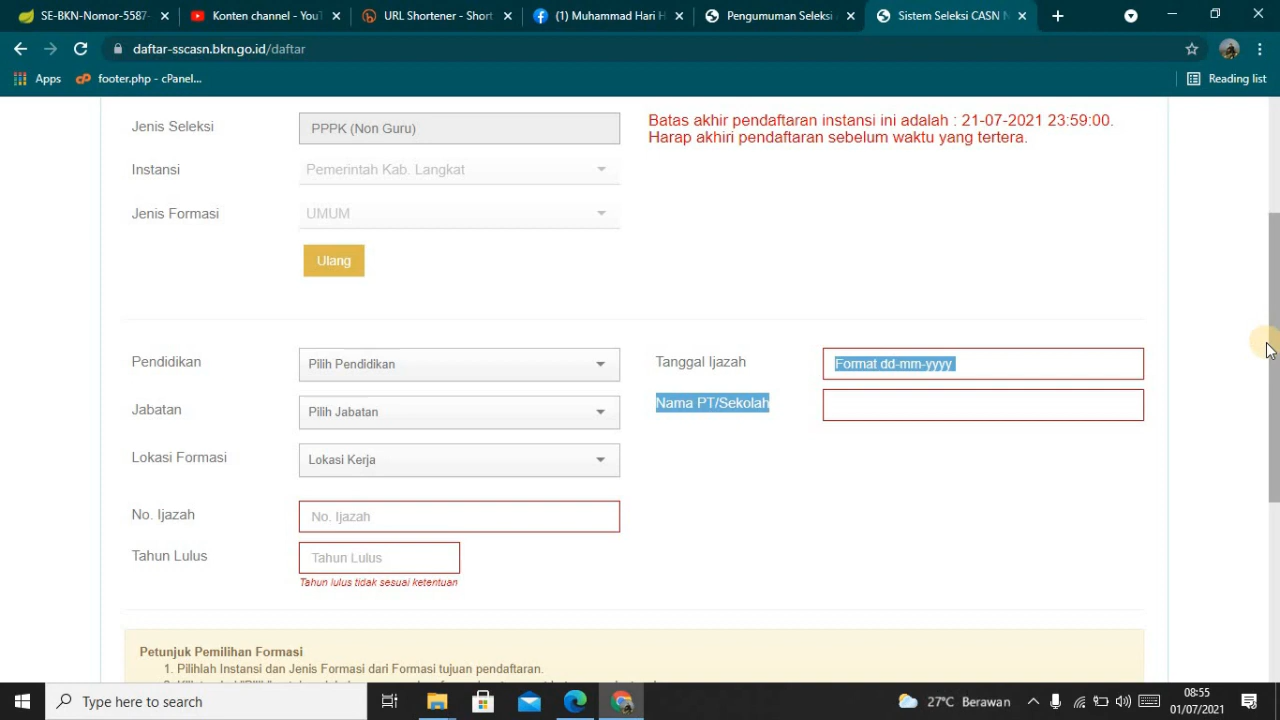 SE-BKN-Nomor-5587-
Konten channel - YouT
URL Shortener - Short
(1) Muhammad Hari H
Pengumuman Seleksi
Sistem Seleksi CASN N
daftar-sscasn.bkn.go.id/daftar
Apps
footer.php - cPanel...
Reading list
Jenis Seleksi
PPPK (Non Guru)
Batas akhir pendaftaran instansi ini adalah : 21-07-2021 23:59:00.
Harap akhiri pendaftaran sebelum waktu yang tertera.
Instansi
Pemerintah Kab. Langkat
Jenis Formasi
UMUM
Ulang
Pendidikan
Pilih Pendidikan
Tanggal Ijazah
Format dd-mm-yyyy
Jabatan
Pilih Jabatan
Nama PT/Sekolah
Lokasi Formasi
Lokasi Kerja
No. Ijazah
No. Ijazah
Tahun Lulus
Tahun Lulus
Tahun lulus tidak sesuai ketentuan
Petunjuk Pemilihan Formasi
1. Pilihlah Instansi dan Jenis Formasi dari Formasi tujuan pendaftaran.
Type here to search
27°C Berawan
08:55
01/07/2021